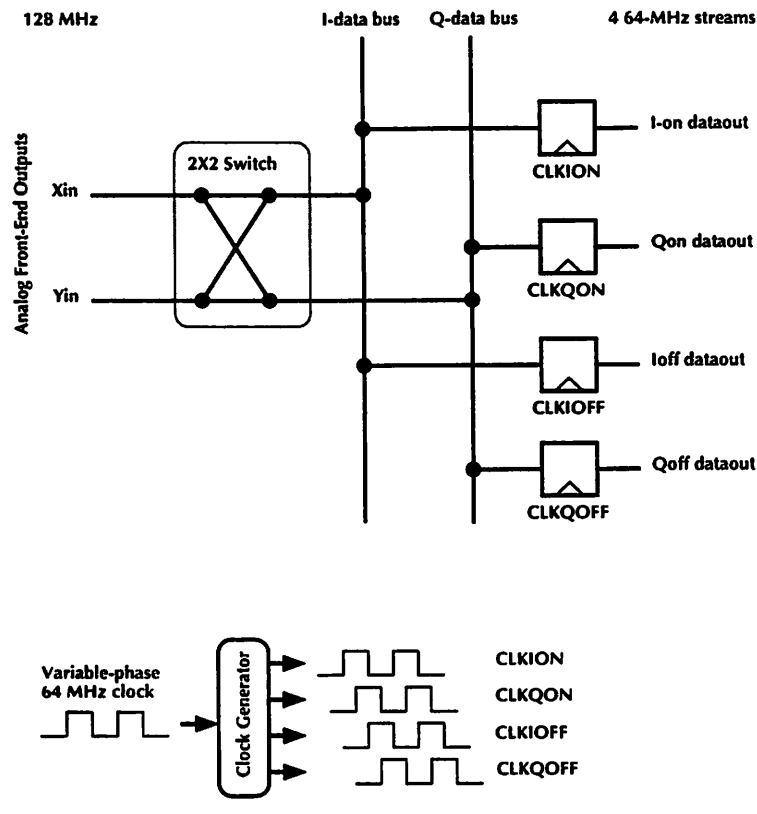 128 MHz
I-data bus
Q-data bus
4 64-MHz streams
Analog Front-End Outputs
2X2 Switch
Xin
Yin
I-on dataout
CLKION
Qon dataout
CLKQON
Ioff dataout
CLKIOFF
Qoff dataout
CLKQOFF
Variable-phase
64 MHz clock
Clock Generator
CLKION
CLKQON
CLKIOFF
CLKQOFF